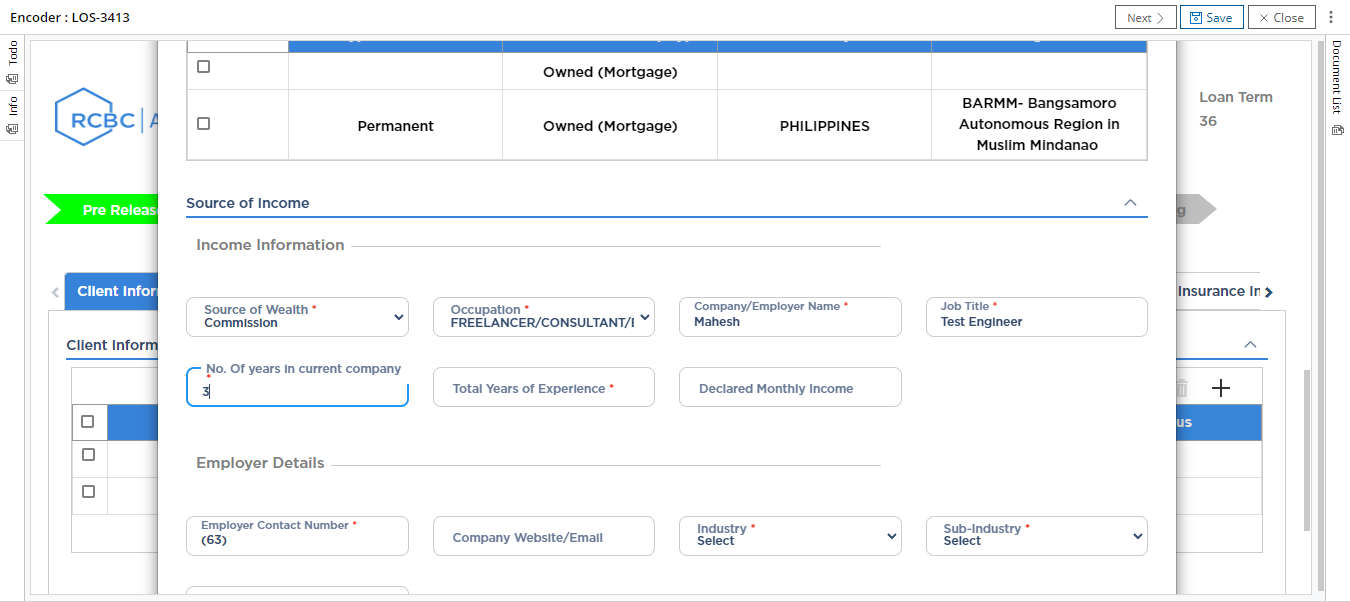 Encoder : LOS-3413
Next
Save
Close
Todo
Info
Document List
RCBC A
Loan Term
36
Owned (Mortgage)
Permanent
Owned (Mortgage)
PHILIPPINES
BARMM- Bangsamoro
Autonomous Region in
Muslim Mindanao
Pre Release
g
Source of Income
Income Information
Client Infor
Insurance In
Source of Wealth *
Commission
Occupation *
FREELANCER/CONSULTANT/
Company/Employer Name *
Mahesh
Job Title *
Test Engineer
Client Inform
No. Of years in current company
*
3
Total Years of Experience *
Declared Monthly Income
us
Employer Details
Employer Contact Number *
(63)
Company Website/Email
Industry *
Select
Sub-Industry *
Select